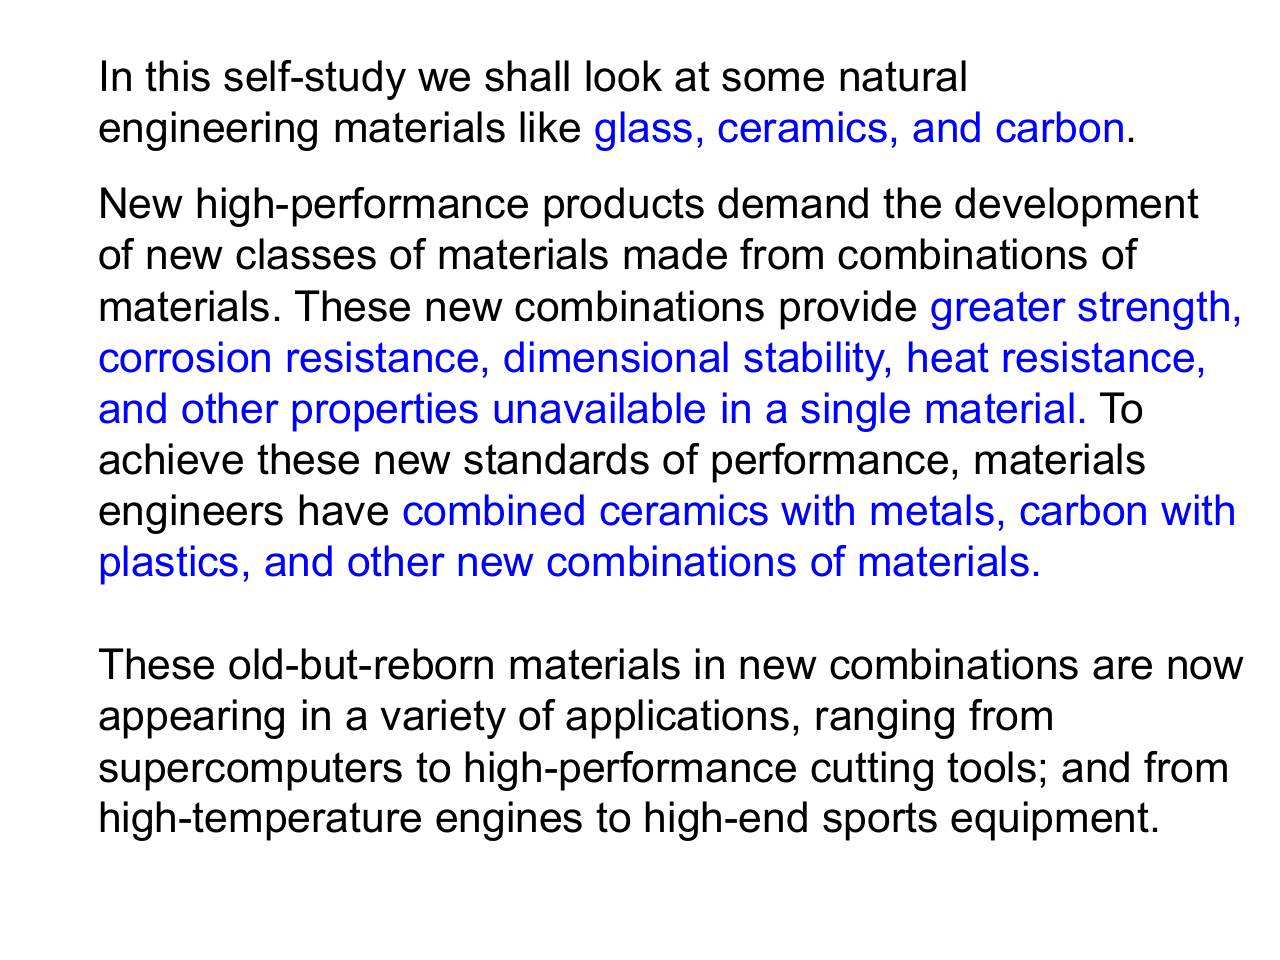 In this self-study we shall look at some natural
engineering materials like glass, ceramics, and carbon.
New high-performance products demand the development
of new classes of materials made from combinations of
materials. These new combinations provide greater strength,
corrosion resistance, dimensional stability, heat resistance,
and other properties unavailable in a single material. To
achieve these new standards of performance, materials
engineers have combined ceramics with metals, carbon with
plastics, and other new combinations of materials.
These old-but-reborn materials in new combinations are now
appearing in a variety of applications, ranging from
supercomputers to high-performance cutting tools; and from
high-temperature engines to high-end sports equipment.